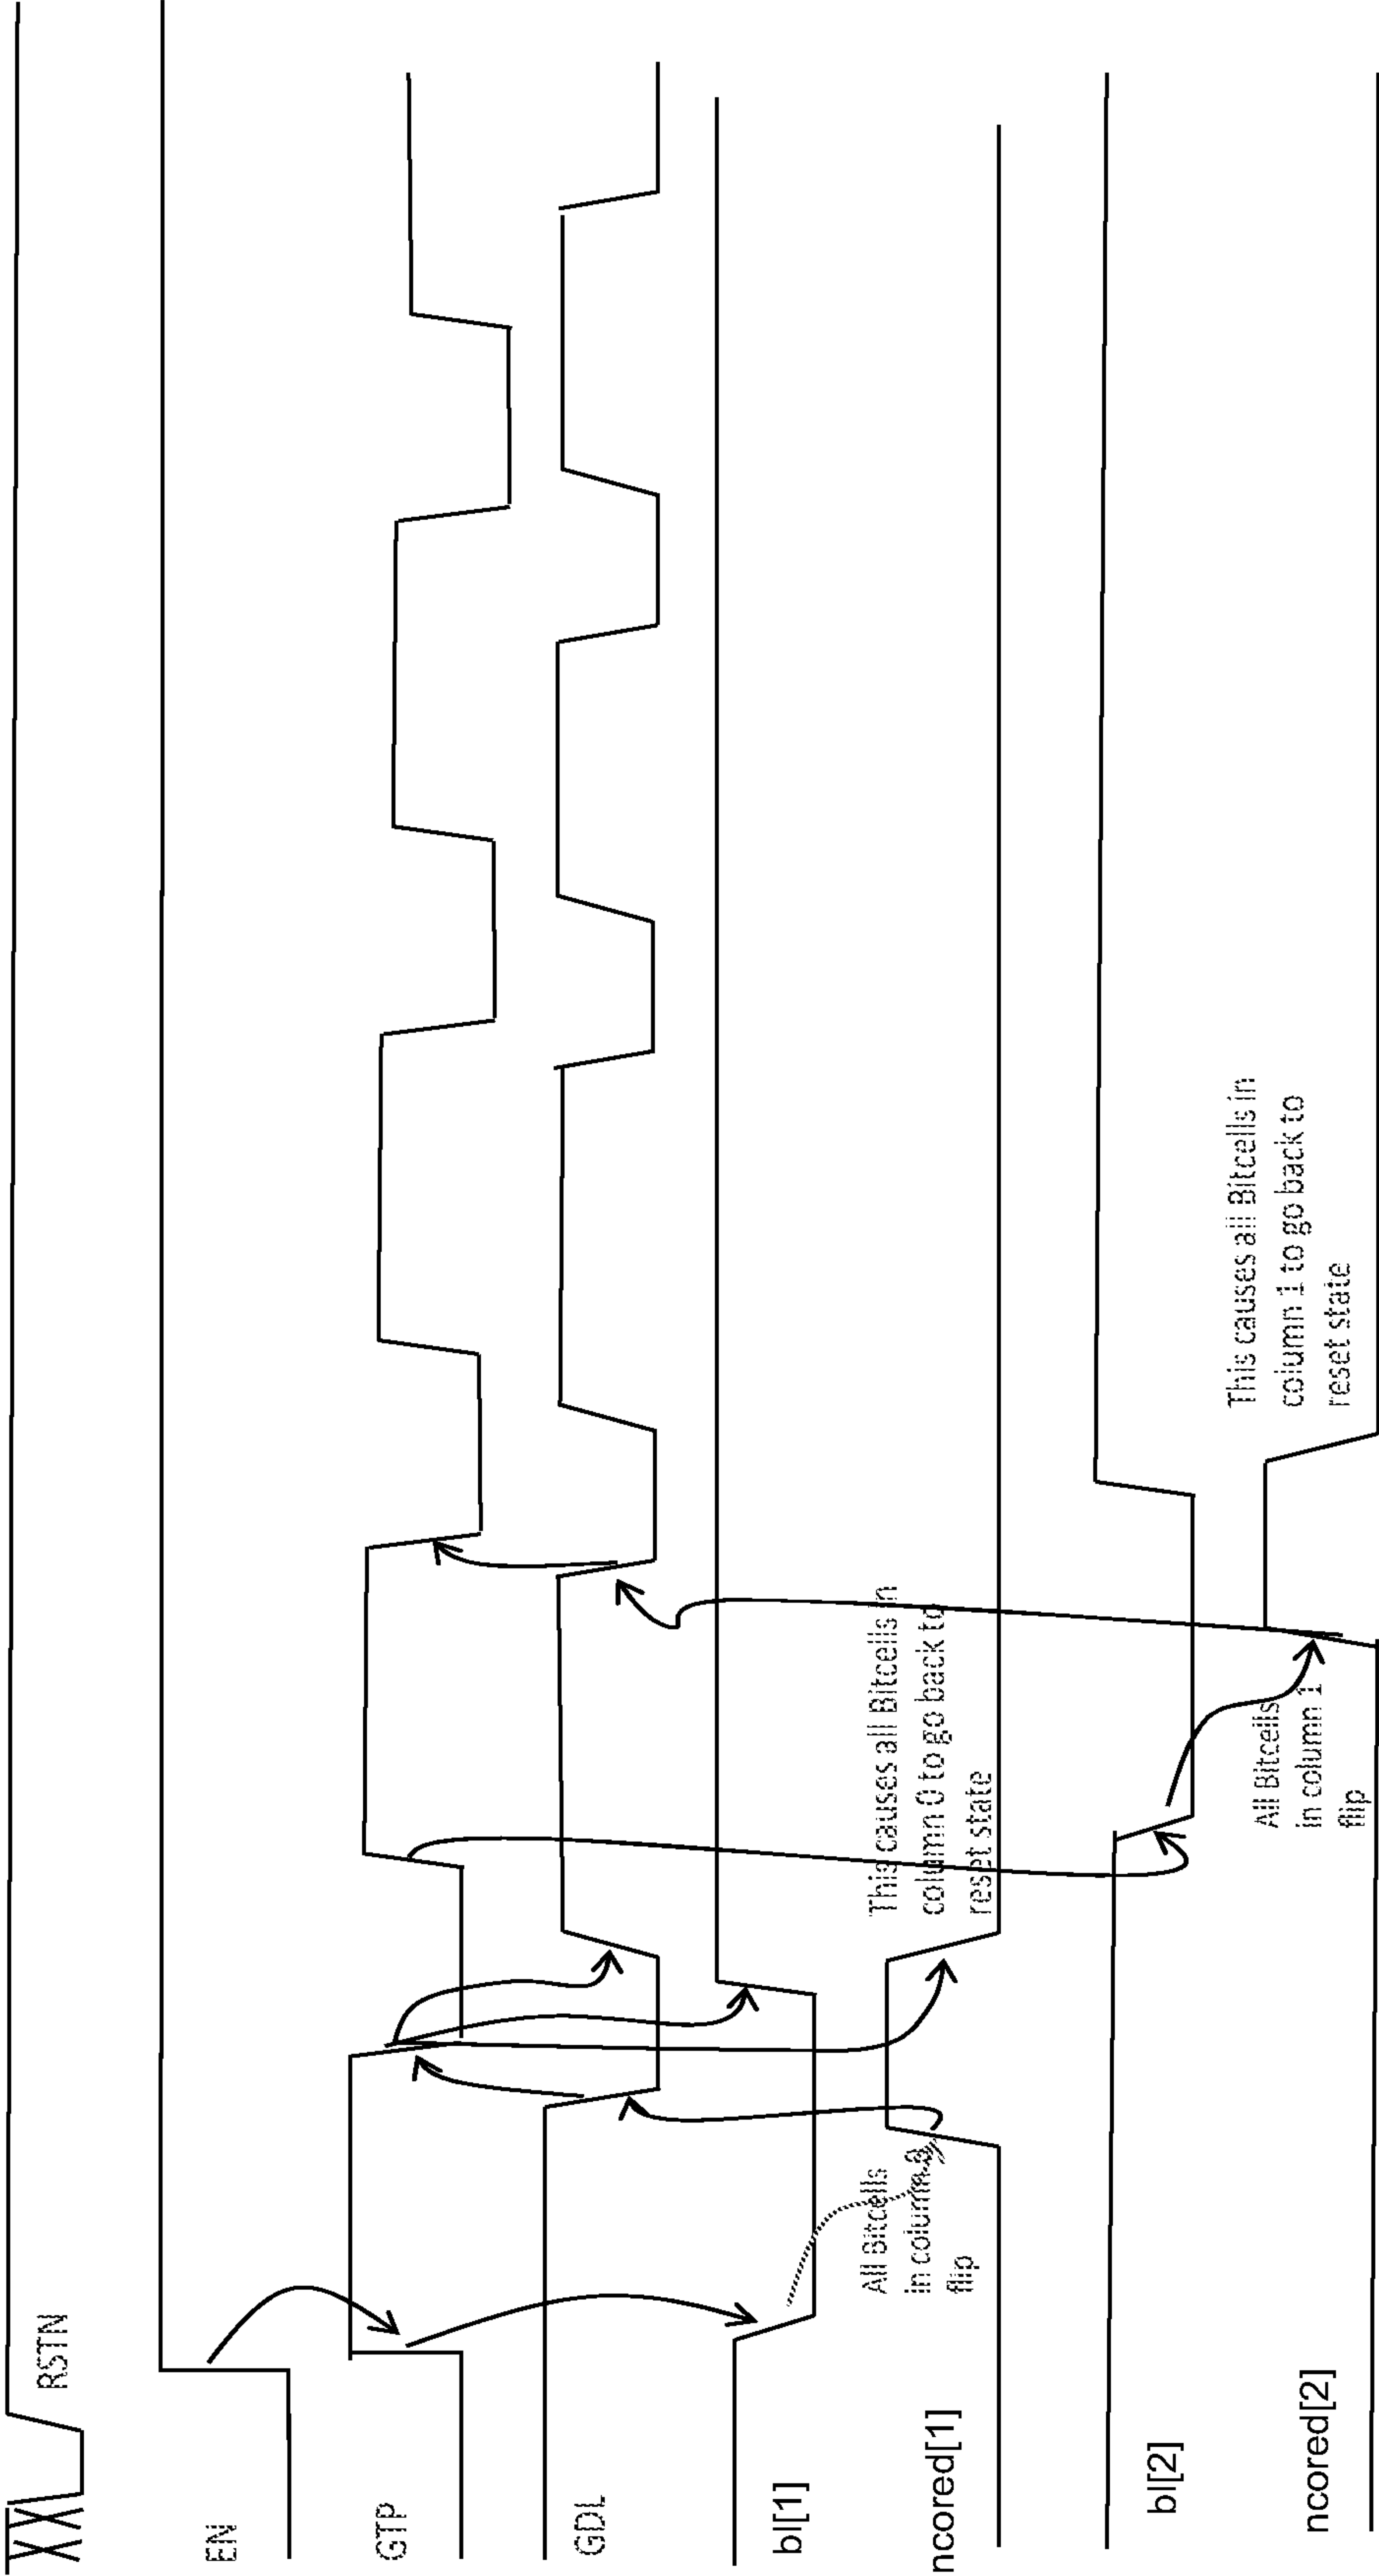 XX
RSTN
EN
GTP
GDL
bl[1]
All Bitcells
in column 0
flip
This causes all Bitcells in
column 0 to go back to
reset state
ncored[1]
bl[2]
All Bitcells
in column 1
flip
This causes all Bitcells in
column 1 to go back to
reset state
ncored[2]